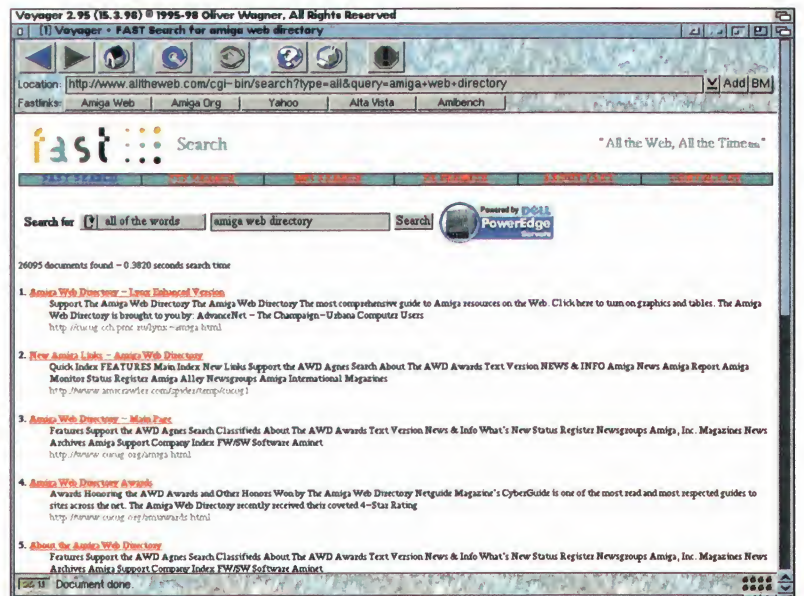 Voyager 2.95 (15.3.98) © 1995-98 Oliver Wagner, All Rights Reserved
[1] Voyager • FAST Search for amiga web directory
Location: http://www.alltheweb.com/cgi-bin/search?type=all&query=amiga+web+directory Add BM
Fastlinks: Amiga Web Amiga Org Yahoo Alta Vista Amibench
fast Search "All the Web, All the Time"
FAST SEARCH
Search for all of the words amiga web directory Search Powered by DELL PowerEdge Servers
26095 documents found - 0.3820 seconds search time
1. Amiga Web Directory - Lynx Enhanced Version
Support The Amiga Web Directory The Amiga Web Directory The most comprehensive guide to Amiga resources on the Web. Click here to turn on graphics and tables. The Amiga
Web Directory is brought to you by: AdvanceNet - The Champaign-Urbana Computer Users
2. New Amiga Links - Amiga Web Directory
Quick Index FEATURES Main Index New Links Support the AWD Agnes Search About The AWD Awards Text Version NEWS & INFO Amiga News Amiga Report Amiga
Monitor Status Register Amiga Alley Newsgroups Amiga International Magazines
3. Amiga Web Directory - Main Page
Features Support the AWD Agnes Search Classifieds About The AWD Awards Text Version News & Info What's New Status Register Newsgroups Amiga, Inc. Magazines News
Archives Amiga Support Company Index PW/SW Software Aminet
http://www.cucug.org/amiga.html
4. Amiga Web Directory Awards
Awards Honoring the AWD Awards and Other Honors Won by The Amiga Web Directory Netguide Magazine's CyberGuide is one of the most read and most respected guides to
sites across the net. The Amiga Web Directory recently received their coveted 4-Star Rating
5. About the Amiga Web Directory
Features Support the AWD Agnes Search Classifieds About The AWD Awards Text Version News & Info What's New Status Register Newsgroups Amiga, Inc. Magazines News
Archives Amiga Support Company Index PW/SW Software Aminet
Document done.